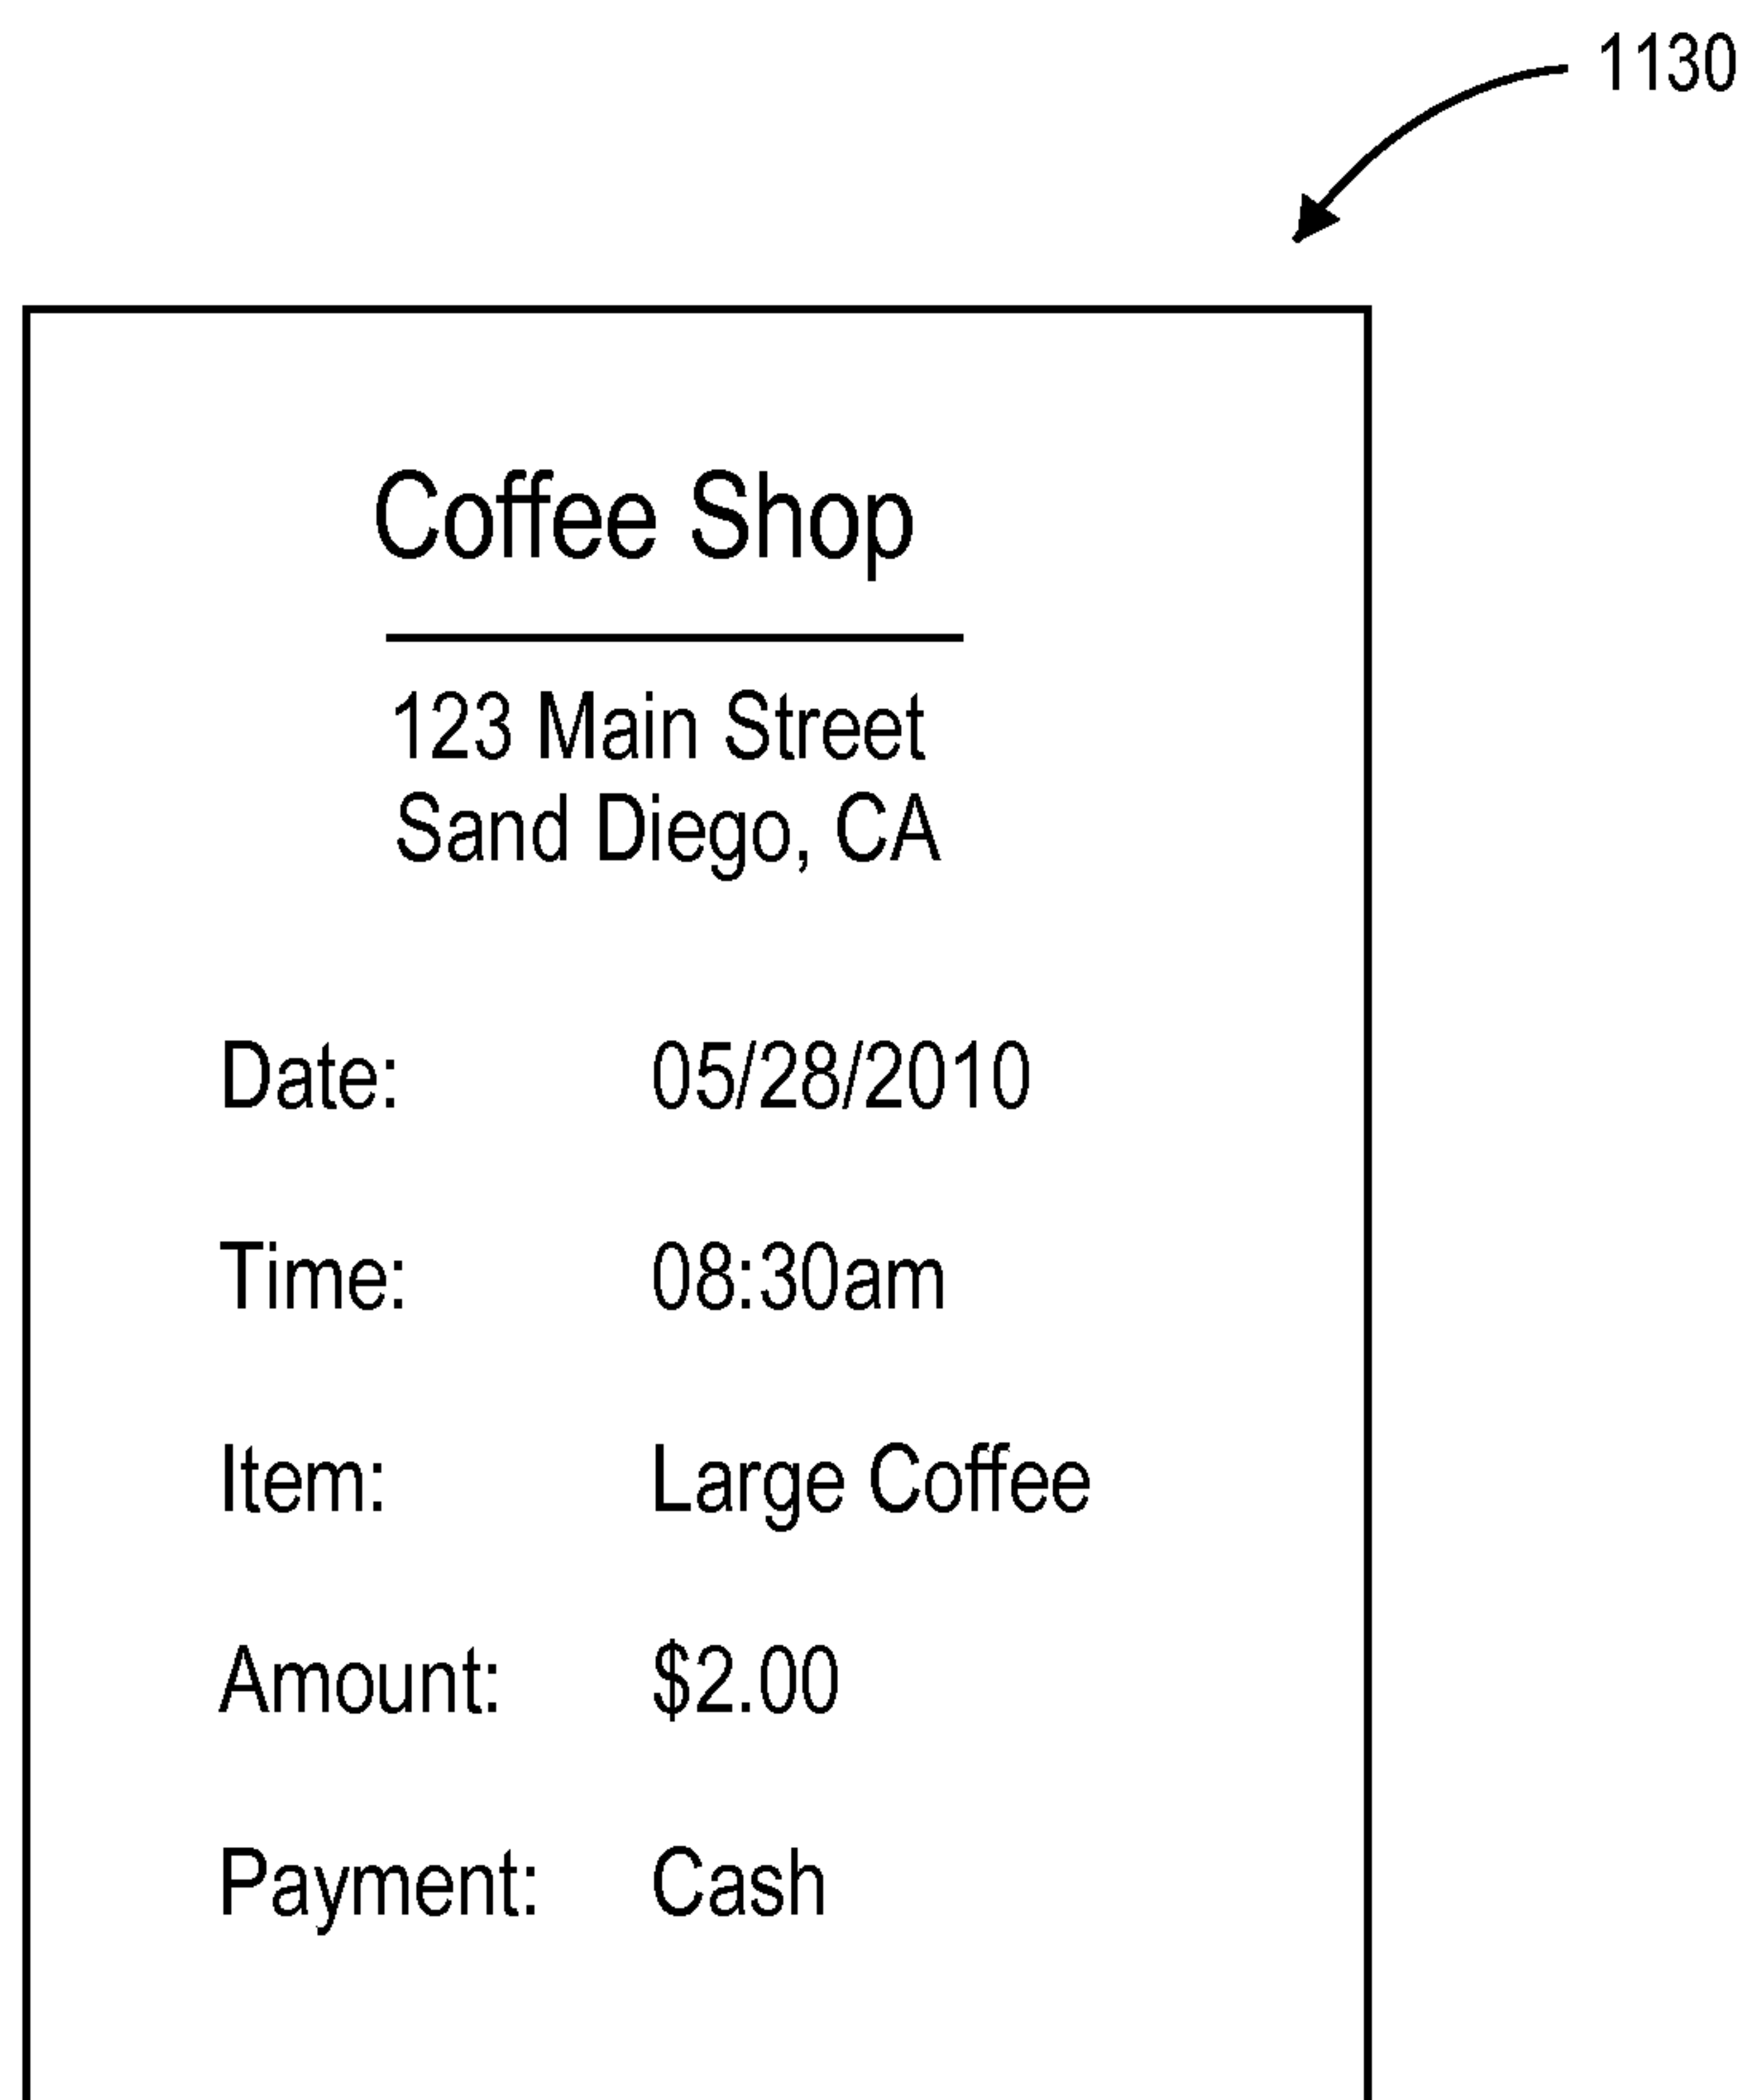 1130
Coffee Shop
123 Main Street
Sand Diego, CA
Date: 05/28/2010
Time: 08:30am
Item: Large Coffee
Amount: $2.00
Payment: Cash